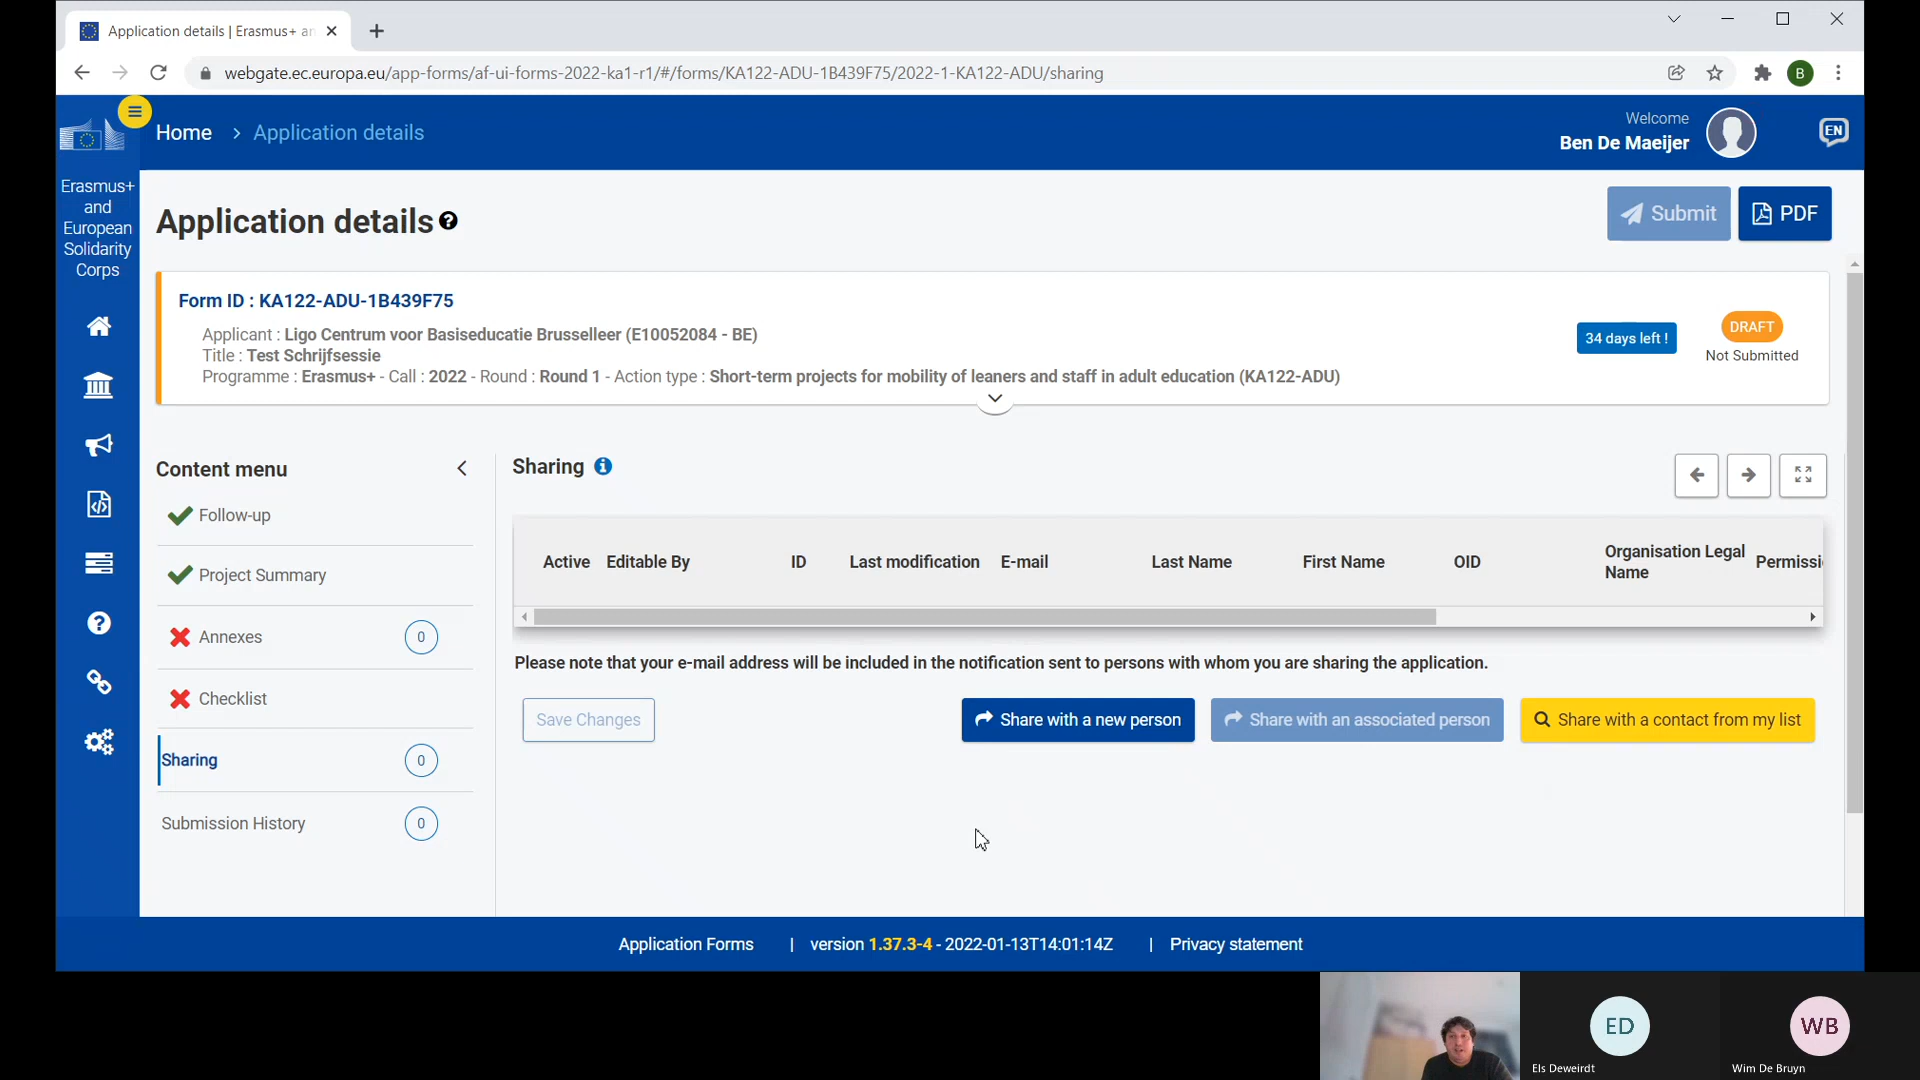 Application details | Erasmus+ an
webgate.ec.europa.eu/app-forms/af-ui-forms-2022-ka1-r1/#/forms/KA122-ADU-1B439F75/2022-1-KA122-ADU/sharing
B
Home > Application details
Welcome
Ben De Maeijer
EN
Erasmus+
and
European
Solidarity
Corps
Application details
Submit
PDF
Form ID : KA122-ADU-1B439F75
Applicant : Ligo Centrum voor Basiseducatie Brusselleer (E10052084 - BE)
Title : Test Schrijfsessie
Programme : Erasmus+ - Call : 2022 - Round : Round 1 - Action type : Short-term projects for mobility of leaners and staff in adult education (KA122-ADU)
34 days left !
DRAFT
Not Submitted
Content menu
Follow-up
Project Summary
Annexes 0
Checklist
Sharing 0
Submission History 0
Sharing
Active Editable By ID Last modification E-mail Last Name First Name OID Organisation Legal Name Permissi
Please note that your e-mail address will be included in the notification sent to persons with whom you are sharing the application.
Save Changes
Share with a new person
Share with an associated person
Share with a contact from my list
Application Forms | version 1.37.3-4 - 2022-01-13T14:01:14Z | Privacy statement
ED
Els Deweirdt
WB
Wim De Bruyn